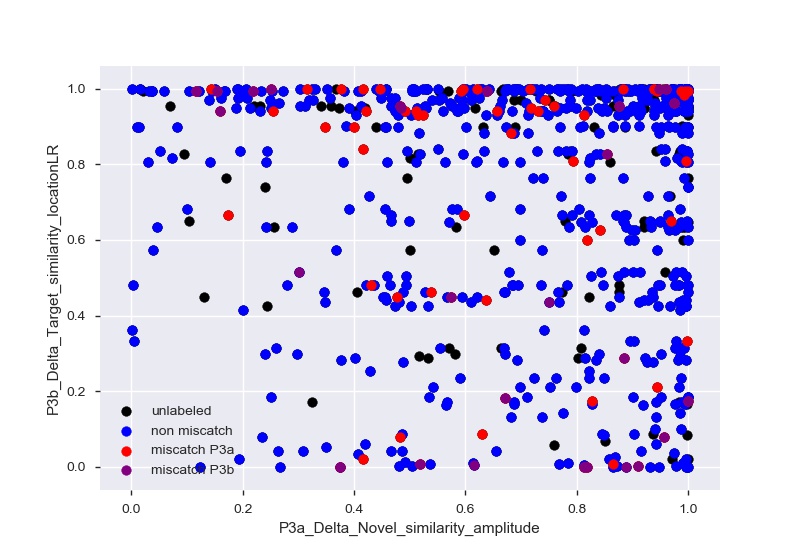 1.0
0.8
0.6
0.4
0.2
0.0
P3b_Delta_Target_similarity_locationLR
unlabeled
non miscatch
miscatch P3a
miscatch P3b
0.0 0.2 0.4 0.6 0.8 1.0
P3a_Delta_Novel_similarity_amplitude